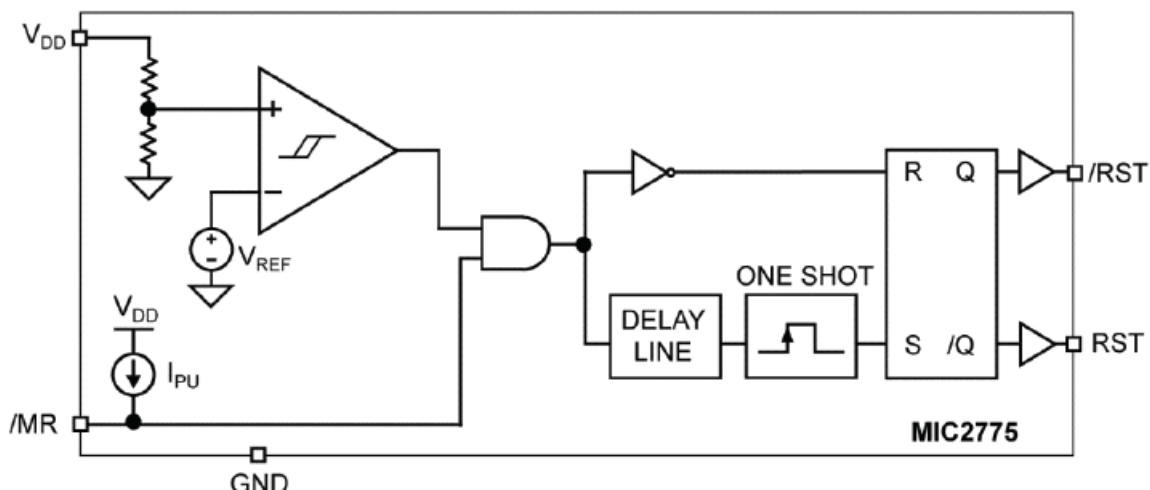 VDD
+
−
+
−
VREF
VDD
IPU
/MR
GND
R Q
/RST
ONE SHOT
DELAY
LINE
S /Q
RST
MIC2775